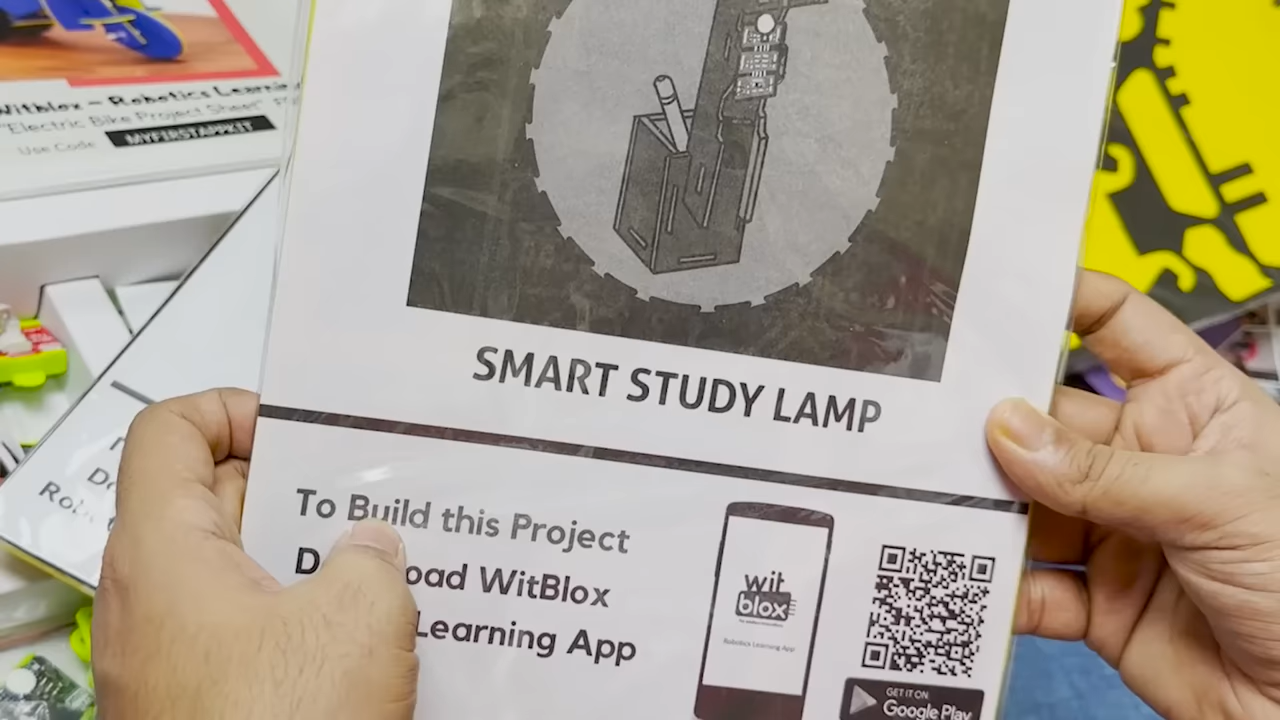 Witblox - Robotics Learnin
"Electric Bike Project Sheet"
Use Code MYFIRSTAPPKIT
SMART STUDY LAMP
To Build this Project
D oad WitBlox
Learning App
wit
blox
Robotics Learning App
GET IT ON
Google Play